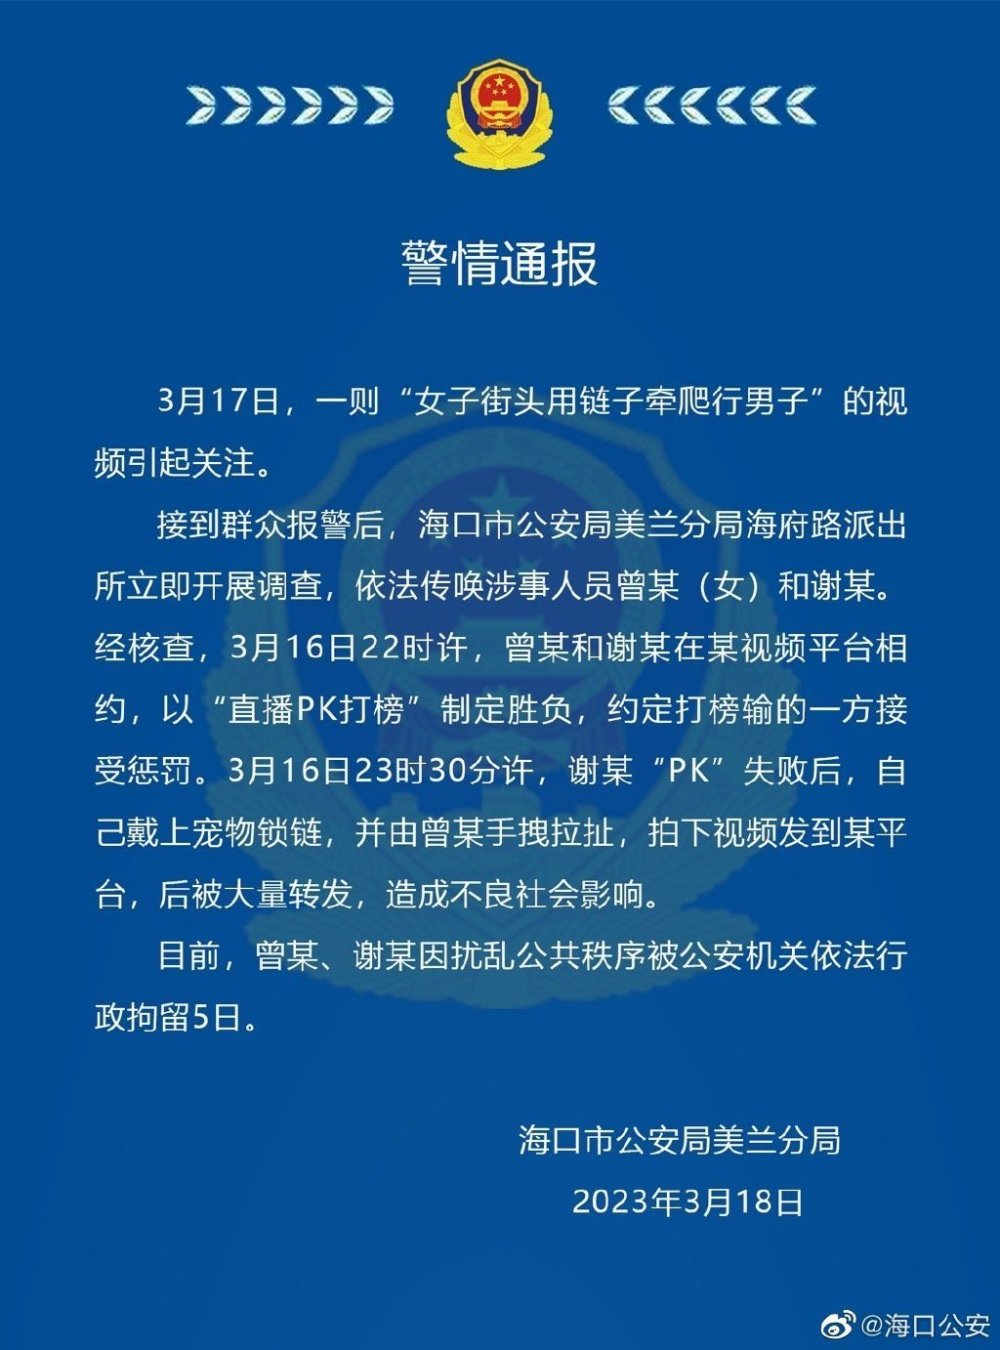 警情通报
3月17日，一则“女子街头用链子牵爬行男子”的视
频引起关注。
接到群众报警后，海口市公安局美兰分局海府路派出
所立即开展调查，依法传唤涉事人员曾某（女）和谢某。
经核查，3月16日22时许，曾某和谢某在某视频平台相
约，以“直播PK打榜”制定胜负，约定打榜输的一方接
受惩罚。3月16日23时30分许，谢某“PK”失败后，自
己戴上宠物锁链，并由曾某手拽拉扯，拍下视频发到某平
台，后被大量转发，造成不良社会影响。
目前，曾某、谢某因扰乱公共秩序被公安机关依法行
政拘留5日。
海口市公安局美兰分局
2023年3月18日
@海口公安